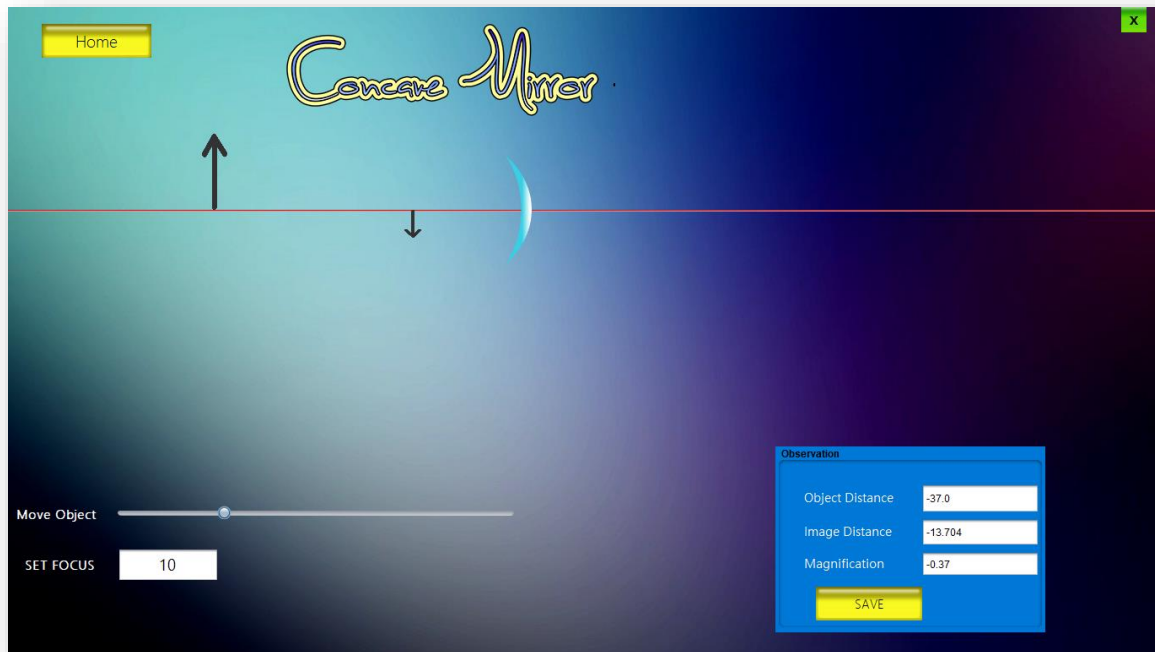 Home
X
Concave Mirror
Move Object
SET FOCUS
10
Observation
Object Distance
-37.0
Image Distance
-13.704
Magnification
-0.37
SAVE